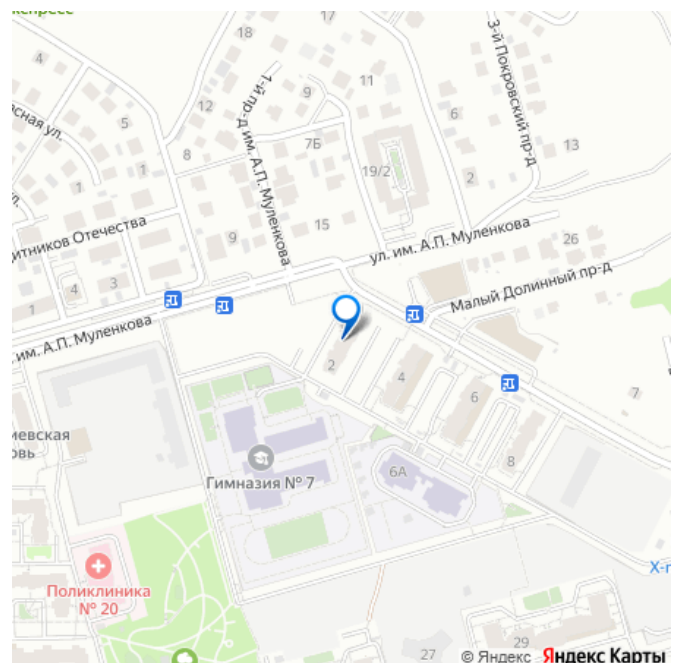 кспресс
4
18
12
5
1-й пр-д им. А.П. Муленкова
9
11
7Б
3-й Покровский пр-д
6
2
13
19/2
асная ул.
8
1
1
ул.
итников Отечества
9
15
ул. им. А.П. Муленкова
26
Малый Долинный пр-д
1
4
3
им. А.П. Муленкова
2
4
6
7
8
6А
иевская
овь
Гимназия № 7
Поликлиника
№ 20
27
29
Х-п
© Яндекс Яндекс Карты